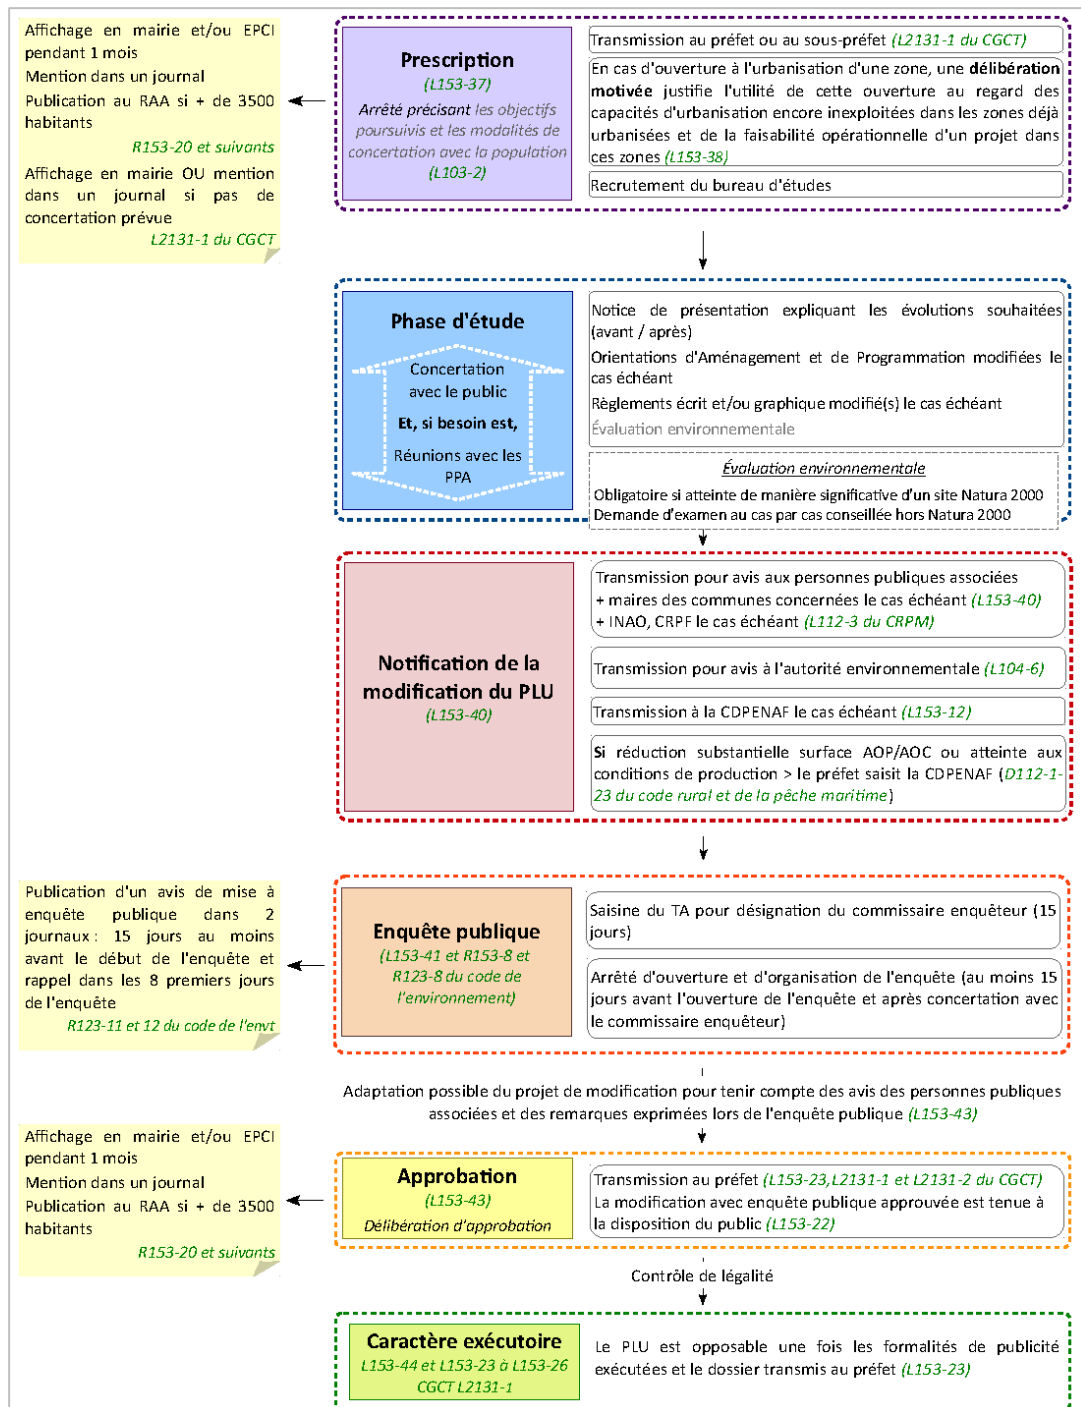 Affichage en mairie et/ou EPCI
pendant 1 mois
Mention dans un journal
Publication au RAA si + de 3500
habitants
R153-20 et suivants
Affichage en mairie OU mention
dans un journal si pas de
concertation prévue
L2131-1 du CGCT
Prescription
(L153-37)
Arrêté précisant les objectifs
poursuivis et les modalités de
concertation avec la population
(L103-2)
Transmission au préfet ou au sous-préfet (L2131-1 du CGCT)
En cas d'ouverture à l'urbanisation d'une zone, une délibération
motivée justifie l'utilité de cette ouverture au regard des
capacités d'urbanisation encore inexploitées dans les zones déjà
urbanisées et de la faisabilité opérationnelle d'un projet dans
ces zones (L153-38)
Recrutement du bureau d'études
Phase d'étude
Concertation
avec le public
Et, si besoin est,
Réunions avec les
PPA
Notice de présentation expliquant les évolutions souhaitées
(avant / après)
Orientations d'Aménagement et de Programmation modifiées le
cas échéant
Règlements écrit et/ou graphique modifié(s) le cas échéant
Évaluation environnementale
Évaluation environnementale
Obligatoire si atteinte de manière significative d'un site Natura 2000
Demande d'examen au cas par cas conseillée hors Natura 2000
Notification de la
modification du PLU
(L153-40)
Transmission pour avis aux personnes publiques associées
+ maires des communes concernées le cas échéant (L153-40)
+ INAO, CRPF le cas échéant (L112-3 du CRPM)
Transmission pour avis à l'autorité environnementale (L104-6)
Transmission à la CDPENAF le cas échéant (L153-12)
Si réduction substantielle surface AOP/AOC ou atteinte aux
conditions de production > le préfet saisit la CDPENAF (D112-1-
23 du code rural et de la pêche maritime)
Publication d'un avis de mise à
enquête publique dans 2
journaux : 15 jours au moins
avant le début de l'enquête et
rappel dans les 8 premiers jours
de l'enquête
R123-11 et 12 du code de l'envt
Enquête publique
(L153-41 et R153-8 et
R123-8 du code de
l'environnement)
Saisine du TA pour désignation du commissaire enquêteur (15
jours)
Arrêté d'ouverture et d'organisation de l'enquête (au moins 15
jours avant l'ouverture de l'enquête et après concertation avec
le commissaire enquêteur)
Adaptation possible du projet de modification pour tenir compte des avis des personnes publiques
associées et des remarques exprimées lors de l'enquête publique (L153-43)
Affichage en mairie et/ou EPCI
pendant 1 mois
Mention dans un journal
Publication au RAA si + de 3500
habitants
R153-20 et suivants
Approbation
(L153-43)
Délibération d'approbation
Transmission au préfet (L153-23,L2131-1 et L2131-2 du CGCT)
La modification avec enquête publique approuvée est tenue à
la disposition du public (L153-22)
Contrôle de légalité
Caractère exécutoire
L153-44 et L153-23 à L153-26
CGCT L2131-1
Le PLU est opposable une fois les formalités de publicité
exécutées et le dossier transmis au préfet (L153-23)